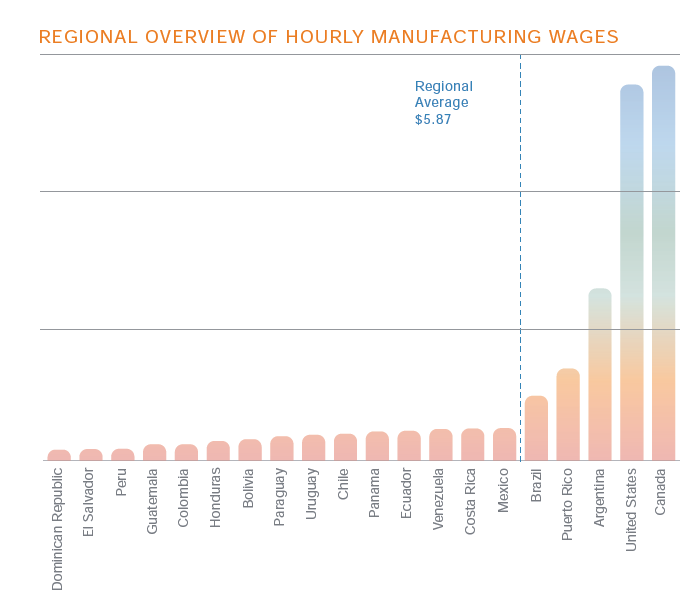 REGIONAL OVERVIEW OF HOURLY MANUFACTURING WAGES
Regional
Average
$5.87
Dominican Republic
El Salvador
Peru
Guatemala
Colombia
Honduras
Bolivia
Paraguay
Uruguay
Chile
Panama
Ecuador
Venezuela
Costa Rica
Mexico
Brazil
Puerto Rico
Argentina
United States
Canada